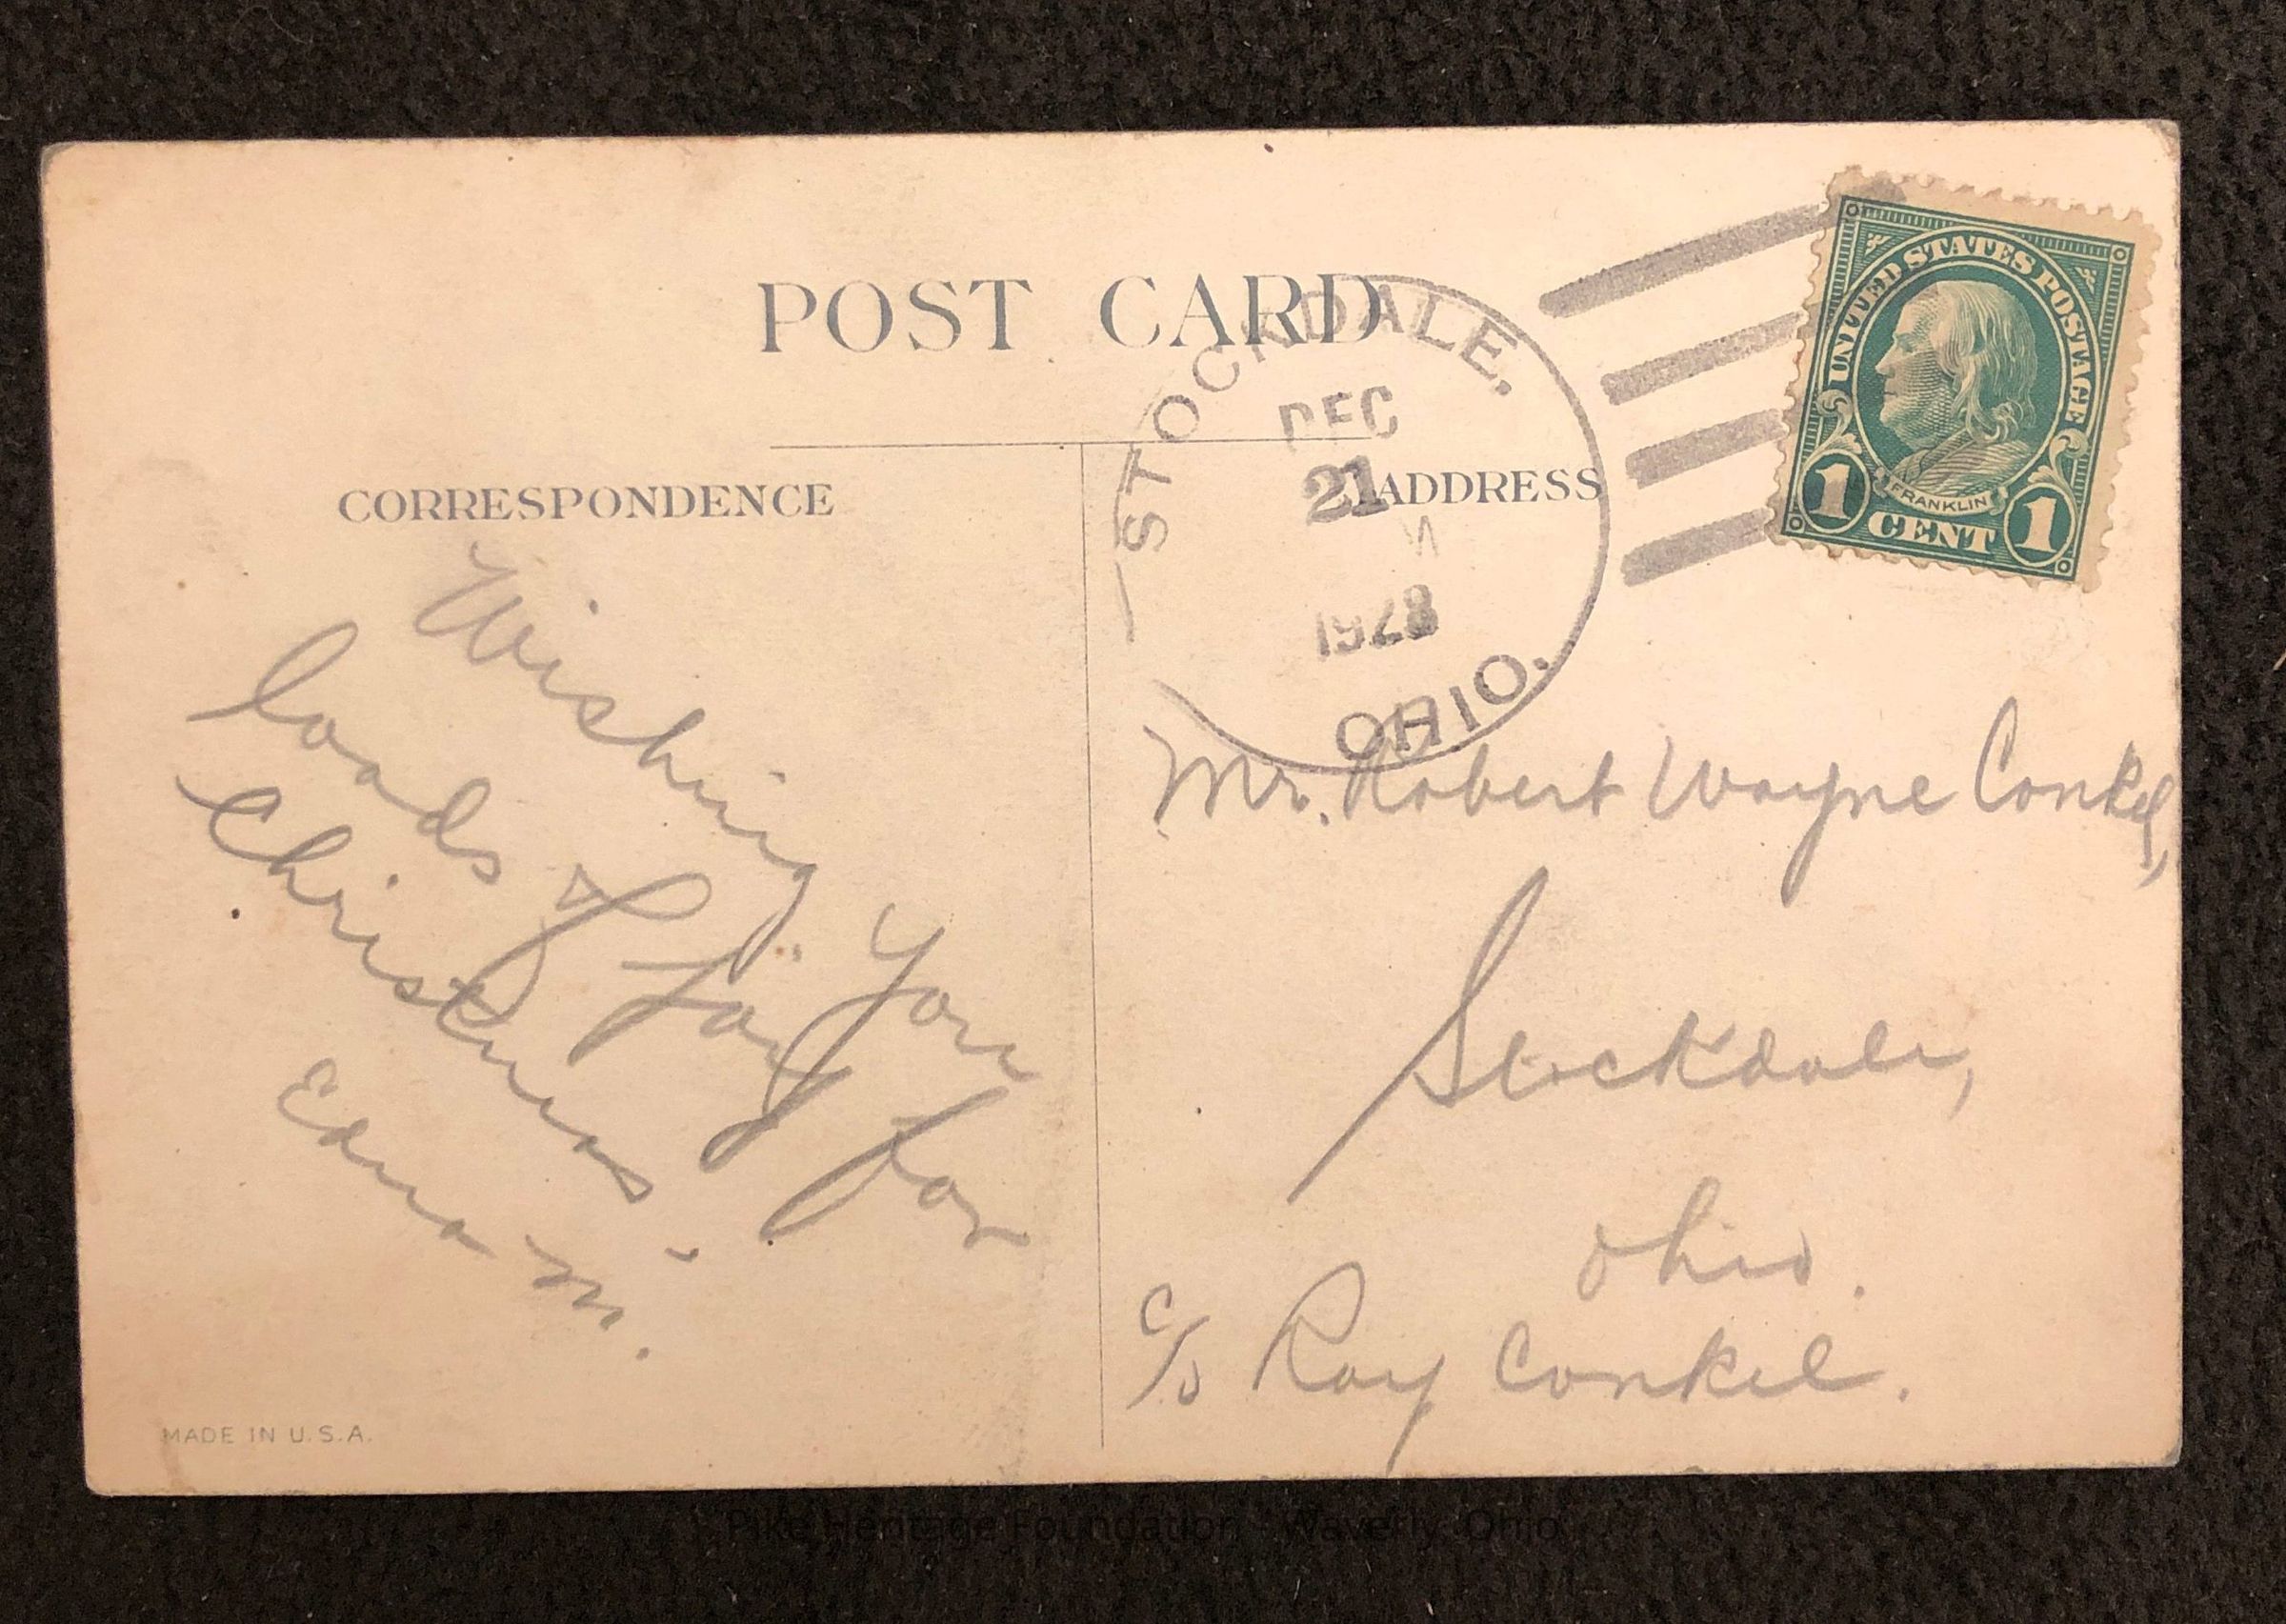 POST CARD
STOCKDALE.
DEC
21
1928
OHIO.
UNITED STATES POSTAGE
FRANKLIN
1 CENT 1
CORRESPONDENCE
ADDRESS
Wishing You
loads of Joy for
Christmas.
Edna M.
Mr. Robert Wayne Conkel,
Stockdale,
Ohio.
c/o Ray Conkel.
MADE IN U.S.A.
Pike Heritage Foundation Waverly, Ohio